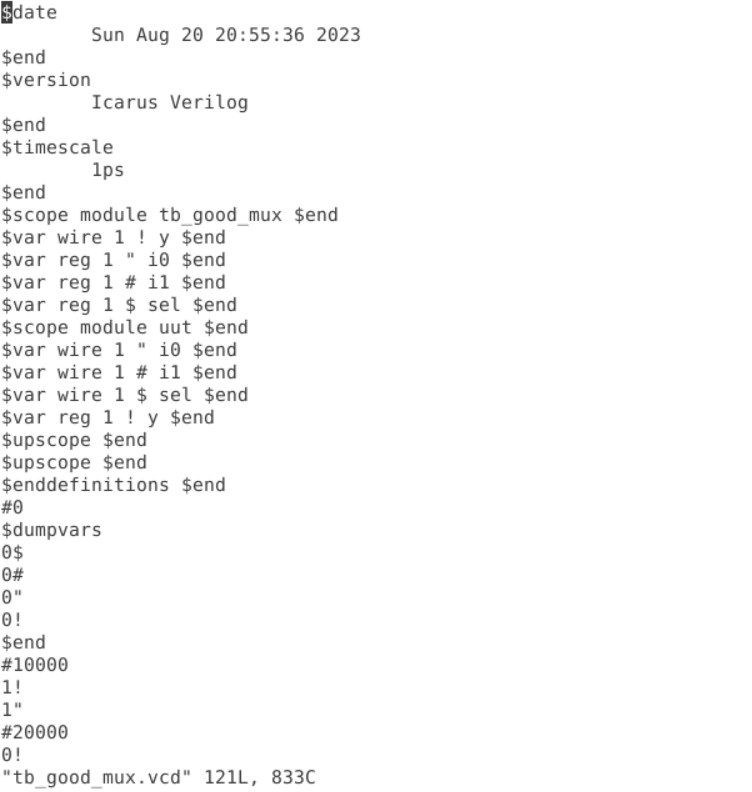 $date
        Sun Aug 20 20:55:36 2023
$end
$version
        Icarus Verilog
$end
$timescale
        1ps
$end
$scope module tb_good_mux $end
$var wire 1 ! y $end
$var reg 1 " i0 $end
$var reg 1 # i1 $end
$var reg 1 $ sel $end
$scope module uut $end
$var wire 1 " i0 $end
$var wire 1 # i1 $end
$var wire 1 $ sel $end
$var reg 1 ! y $end
$upscope $end
$upscope $end
$enddefinitions $end
#0
$dumpvars
0$
0#
0"
0!
$end
#10000
1!
1"
#20000
0!
"tb_good_mux.vcd" 121L, 833C